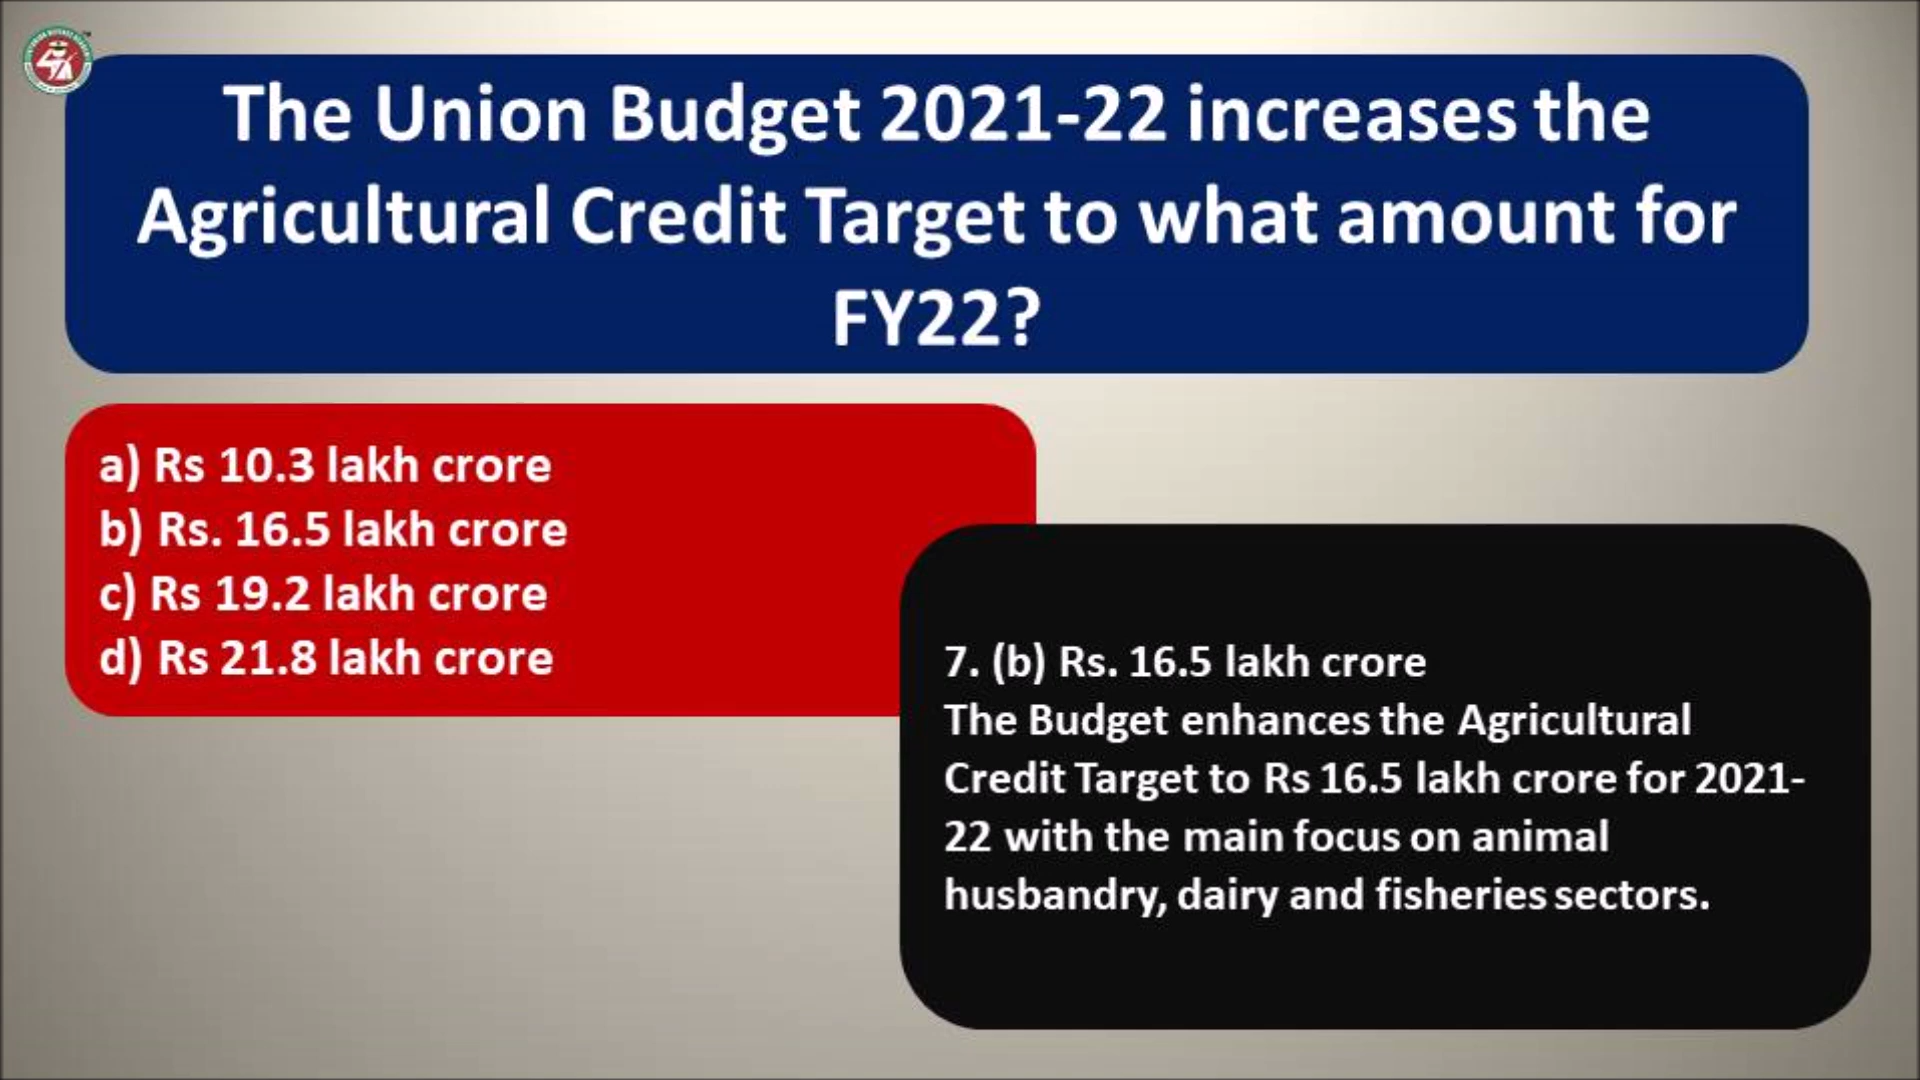 The Union Budget 2021-22 increases the
Agricultural Credit Target to what amount for
FY22?
a) Rs 10.3 lakh crore
b) Rs. 16.5 lakh crore
c) Rs 19.2 lakh crore
d) Rs 21.8 lakh crore
7. (b) Rs. 16.5 lakh crore
The Budget enhances the Agricultural
Credit Target to Rs 16.5 lakh crore for 2021-
22 with the main focus on animal
husbandry, dairy and fisheries sectors.